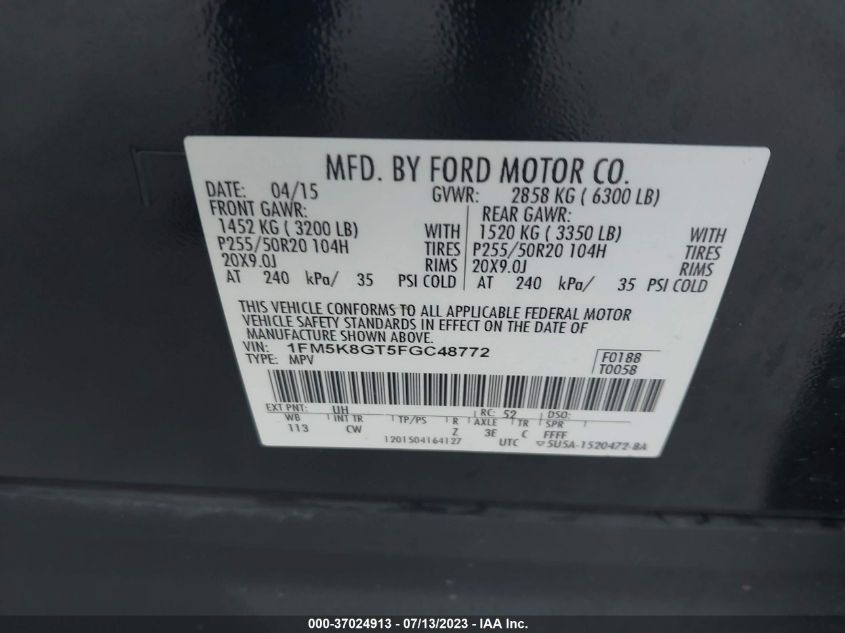 MFD. BY FORD MOTOR CO.
DATE: 04/15 GVWR: 2858 KG ( 6300 LB)
FRONT GAWR: REAR GAWR:
1452 KG ( 3200 LB) WITH 1520 KG ( 3350 LB) WITH
P255/50R20 104H TIRES P255/50R20 104H TIRES
20X9.0J RIMS 20X9.0J RIMS
AT 240 kPa/ 35 PSI COLD AT 240 kPa/ 35 PSI COLD
THIS VEHICLE CONFORMS TO ALL APPLICABLE FEDERAL MOTOR
VEHICLE SAFETY STANDARDS IN EFFECT ON THE DATE OF
MANUFACTURE SHOWN ABOVE.
VIN: 1FM5K8GT5FGC48772 F0188
TYPE: MPV T0058
EXT PNT: UH RC: 52 DSO:
WB INT TR TP/PS R AXLE TR SPR
113 CW Z 3E C FFFF
1201504164127 UTC 5USA-1520472-BA
000-37024913 - 07/13/2023 - IAAI Inc.